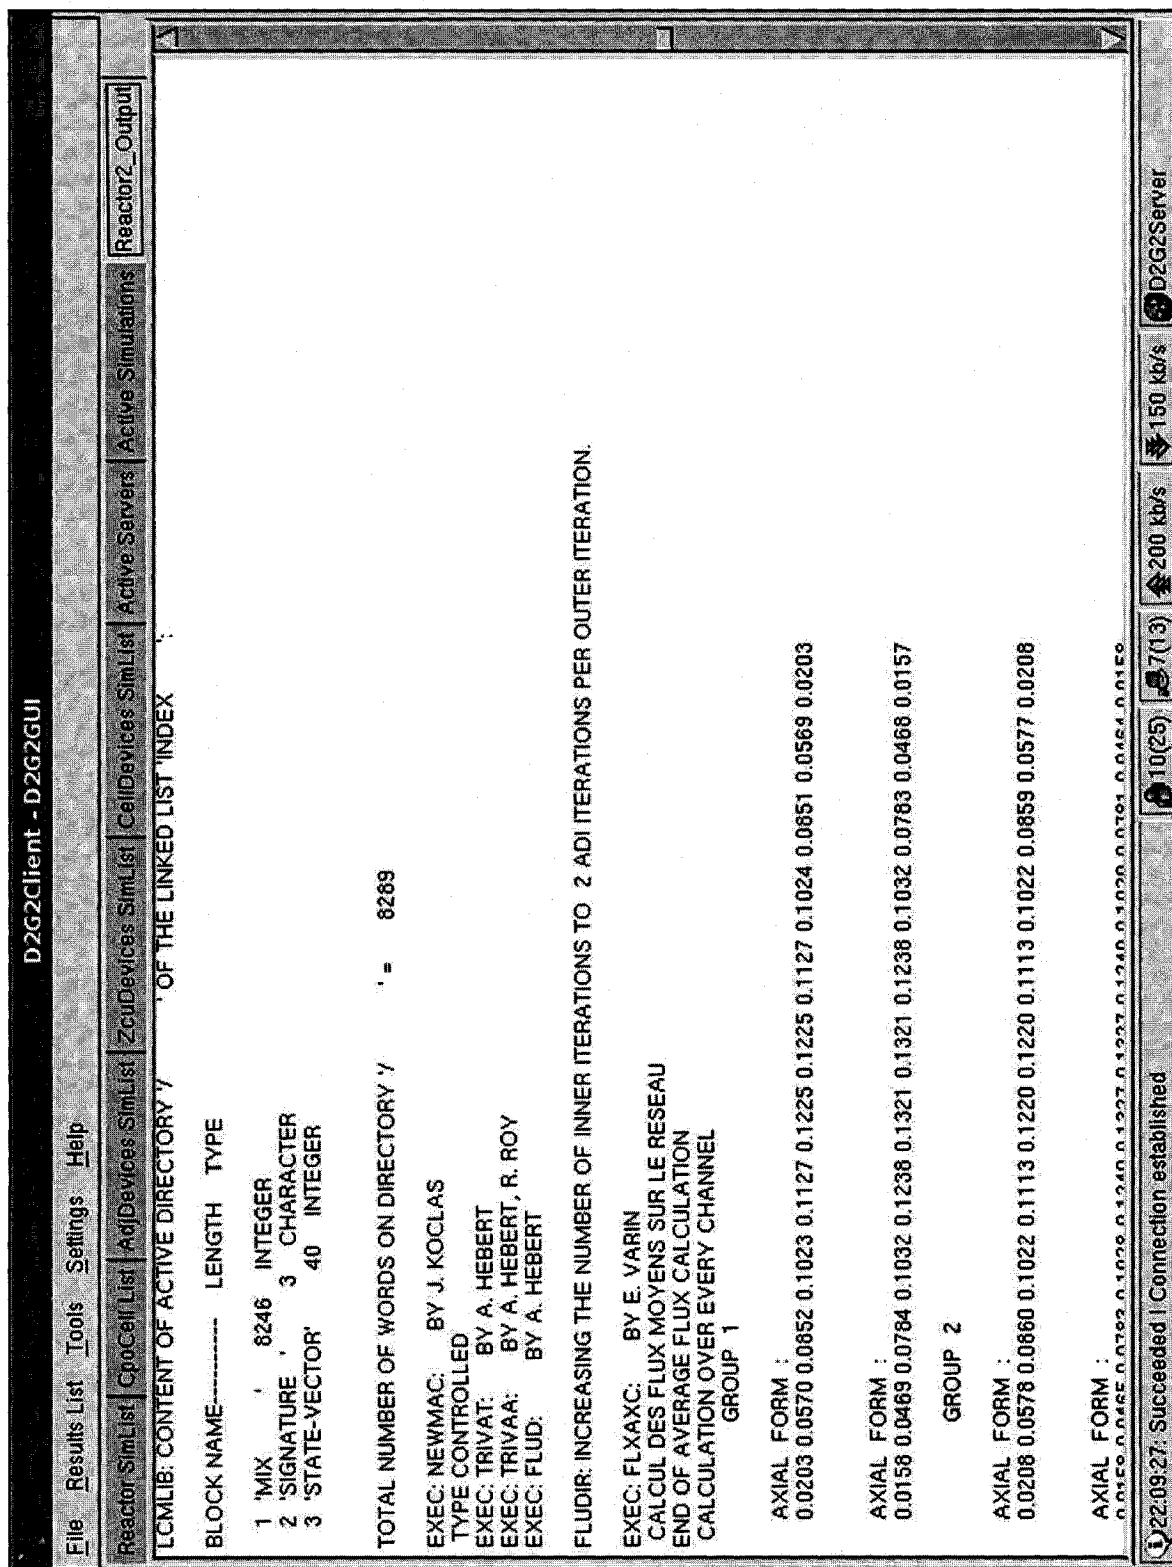 D2G2Client - D2G2GUI
File Results List Tools Settings Help
Reactor SimList CpoCell List AdjDevices SimList ZcuDevices SimList CellDevices SimList Active Servers Active Simulations Reactor2_Output
LCMLIB: CONTENT OF ACTIVE DIRECTORY '/ ' OF THE LINKED LIST 'INDEX ':
BLOCK NAME---------- LENGTH TYPE
1 'MIX ' 8246 INTEGER
2 'SIGNATURE ' 3 CHARACTER
3 'STATE-VECTOR' 40 INTEGER
TOTAL NUMBER OF WORDS ON DIRECTORY '/ ' = 8289
EXEC: NEWMAC: BY J. KOCLAS
TYPE CONTROLLED
EXEC: TRIVAT: BY A. HEBERT
EXEC: TRIVAA: BY A. HEBERT, R. ROY
EXEC: FLUD: BY A. HEBERT
FLUDIR: INCREASING THE NUMBER OF INNER ITERATIONS TO 2 ADI ITERATIONS PER OUTER ITERATION.
EXEC: FLXAXC: BY E. VARIN
CALCUL DES FLUX MOYENS SUR LE RESEAU
END OF AVERAGE FLUX CALCULATION
CALCULATION OVER EVERY CHANNEL
GROUP 1
AXIAL FORM :
0.0203 0.0570 0.0852 0.1023 0.1127 0.1225 0.1225 0.1127 0.1024 0.0851 0.0569 0.0203
AXIAL FORM :
0.0158 0.0469 0.0784 0.1032 0.1238 0.1321 0.1321 0.1238 0.1032 0.0783 0.0468 0.0157
GROUP 2
AXIAL FORM :
0.0208 0.0578 0.0860 0.1022 0.1113 0.1220 0.1220 0.1113 0.1022 0.0859 0.0577 0.0208
AXIAL FORM :
22:09:27: Succeeded Connection established 10(25) 7(13) 200 kb/s 150 kb/s D2G2Server